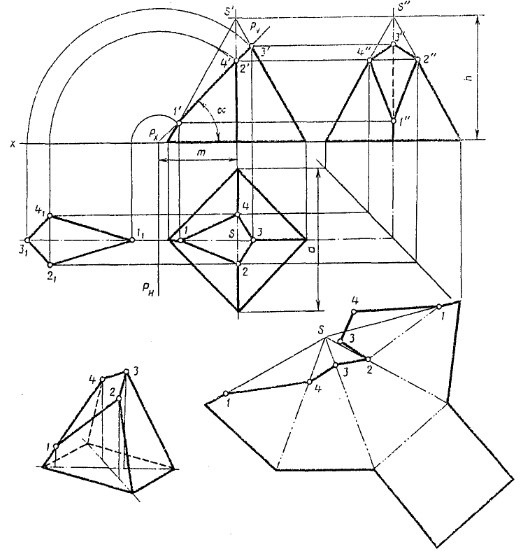 S' Pv S''
3' 3''
4' 2' 4'' 2''
h
1' α 1''
Px
x
m
4₁ 4
3₁ 1₁ 1 S 3 a
2₁ 2
Pн
4 1
S
3
4 3 3 2
2 1 4
1